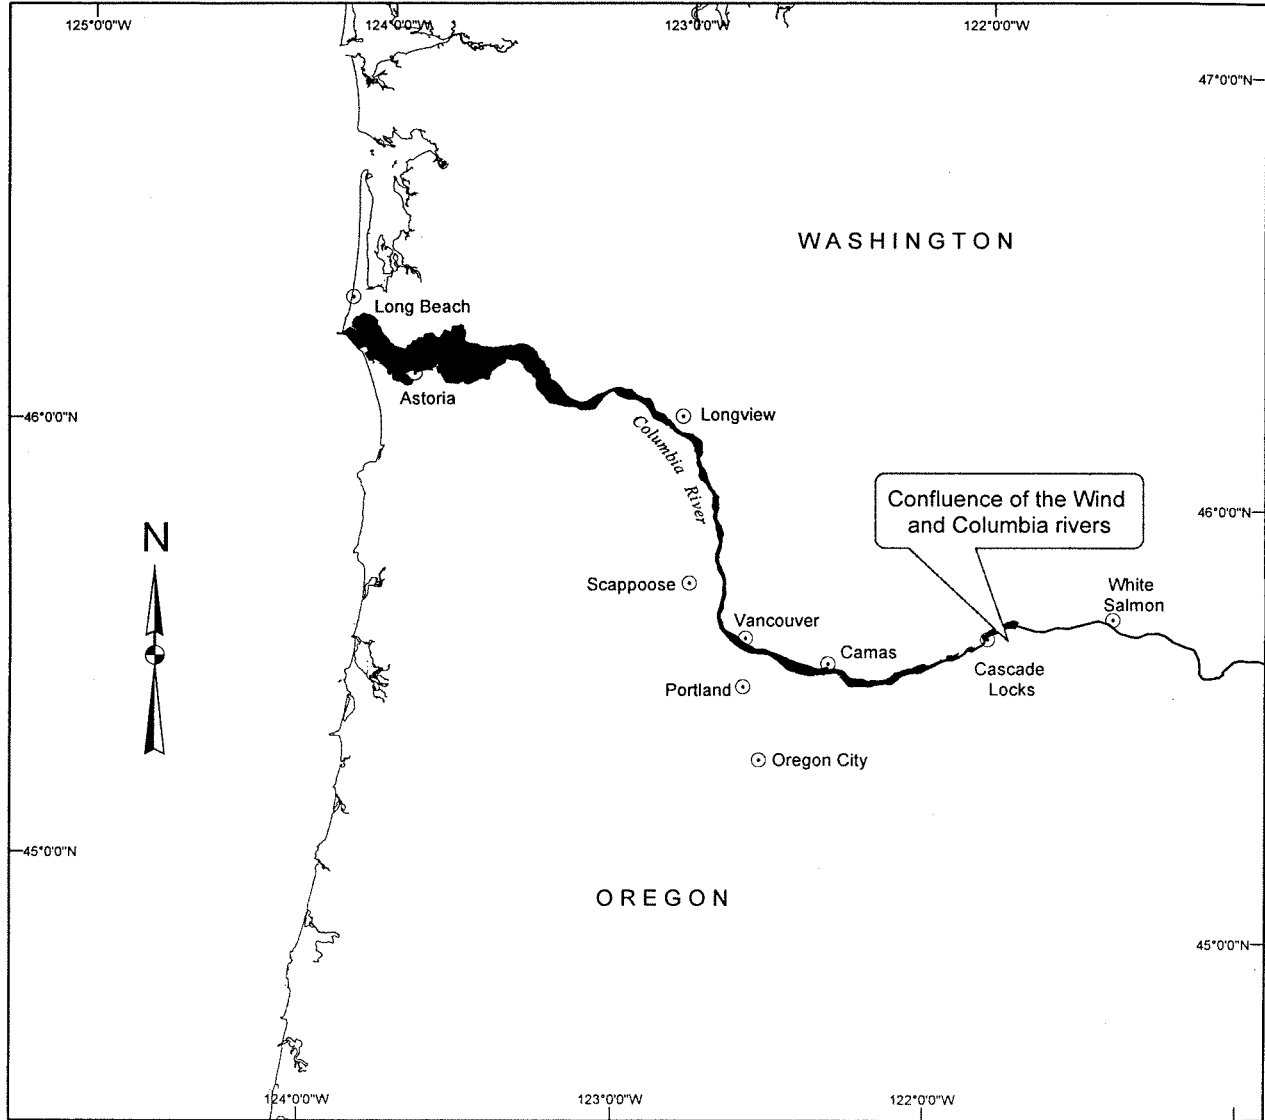 125°0'0"W
124°0'0"W
123°0'0"W
122°0'0"W
47°0'0"N
WASHINGTON
Long Beach
Astoria
46°0'0"N
Longview
Columbia River
Confluence of the Wind
and Columbia rivers
46°0'0"N
N
Scappoose
White
Salmon
Vancouver
Camas
Cascade
Locks
Portland
Oregon City
45°0'0"N
OREGON
45°0'0"N
124°0'0"W
123°0'0"W
122°0'0"W